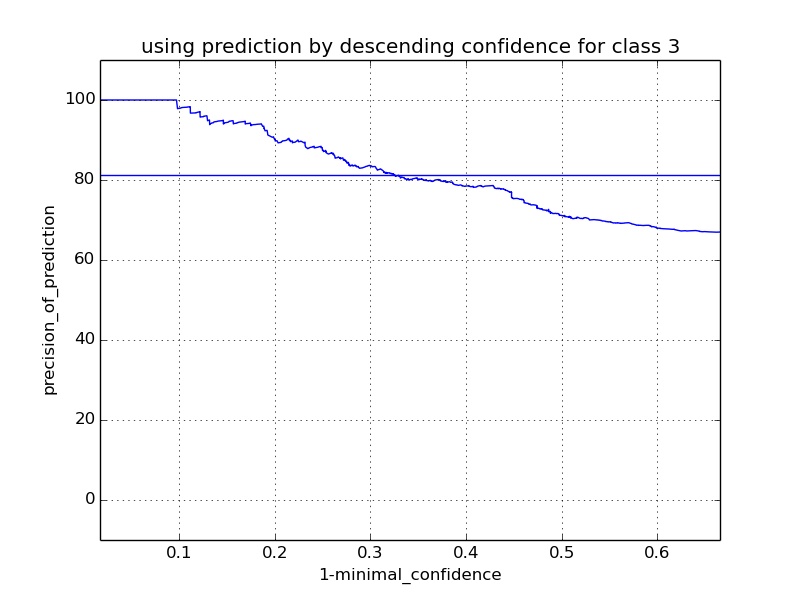 using prediction by descending confidence for class 3
100
80
60
40
20
0
precision_of_prediction
0.1 0.2 0.3 0.4 0.5 0.6
1-minimal_confidence